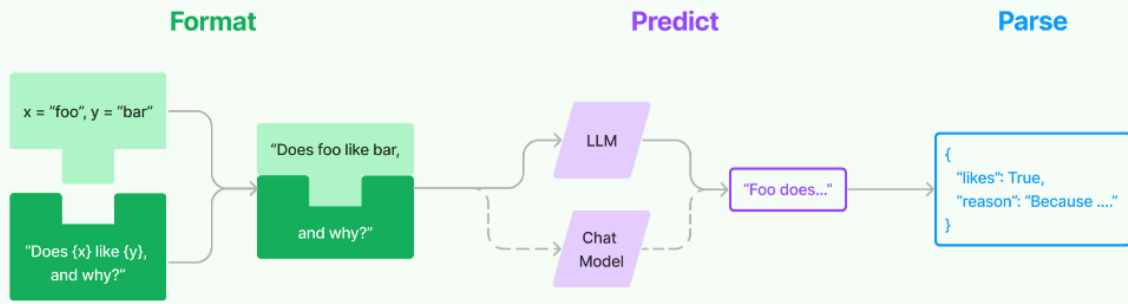 Format
Predict
Parse
x = “foo”, y = “bar”
“Does {x} like {y},
and why?”
“Does foo like bar,
and why?”
LLM
Chat
Model
“Foo does...”
{
“likes”: True,
“reason”: “Because ....”
}